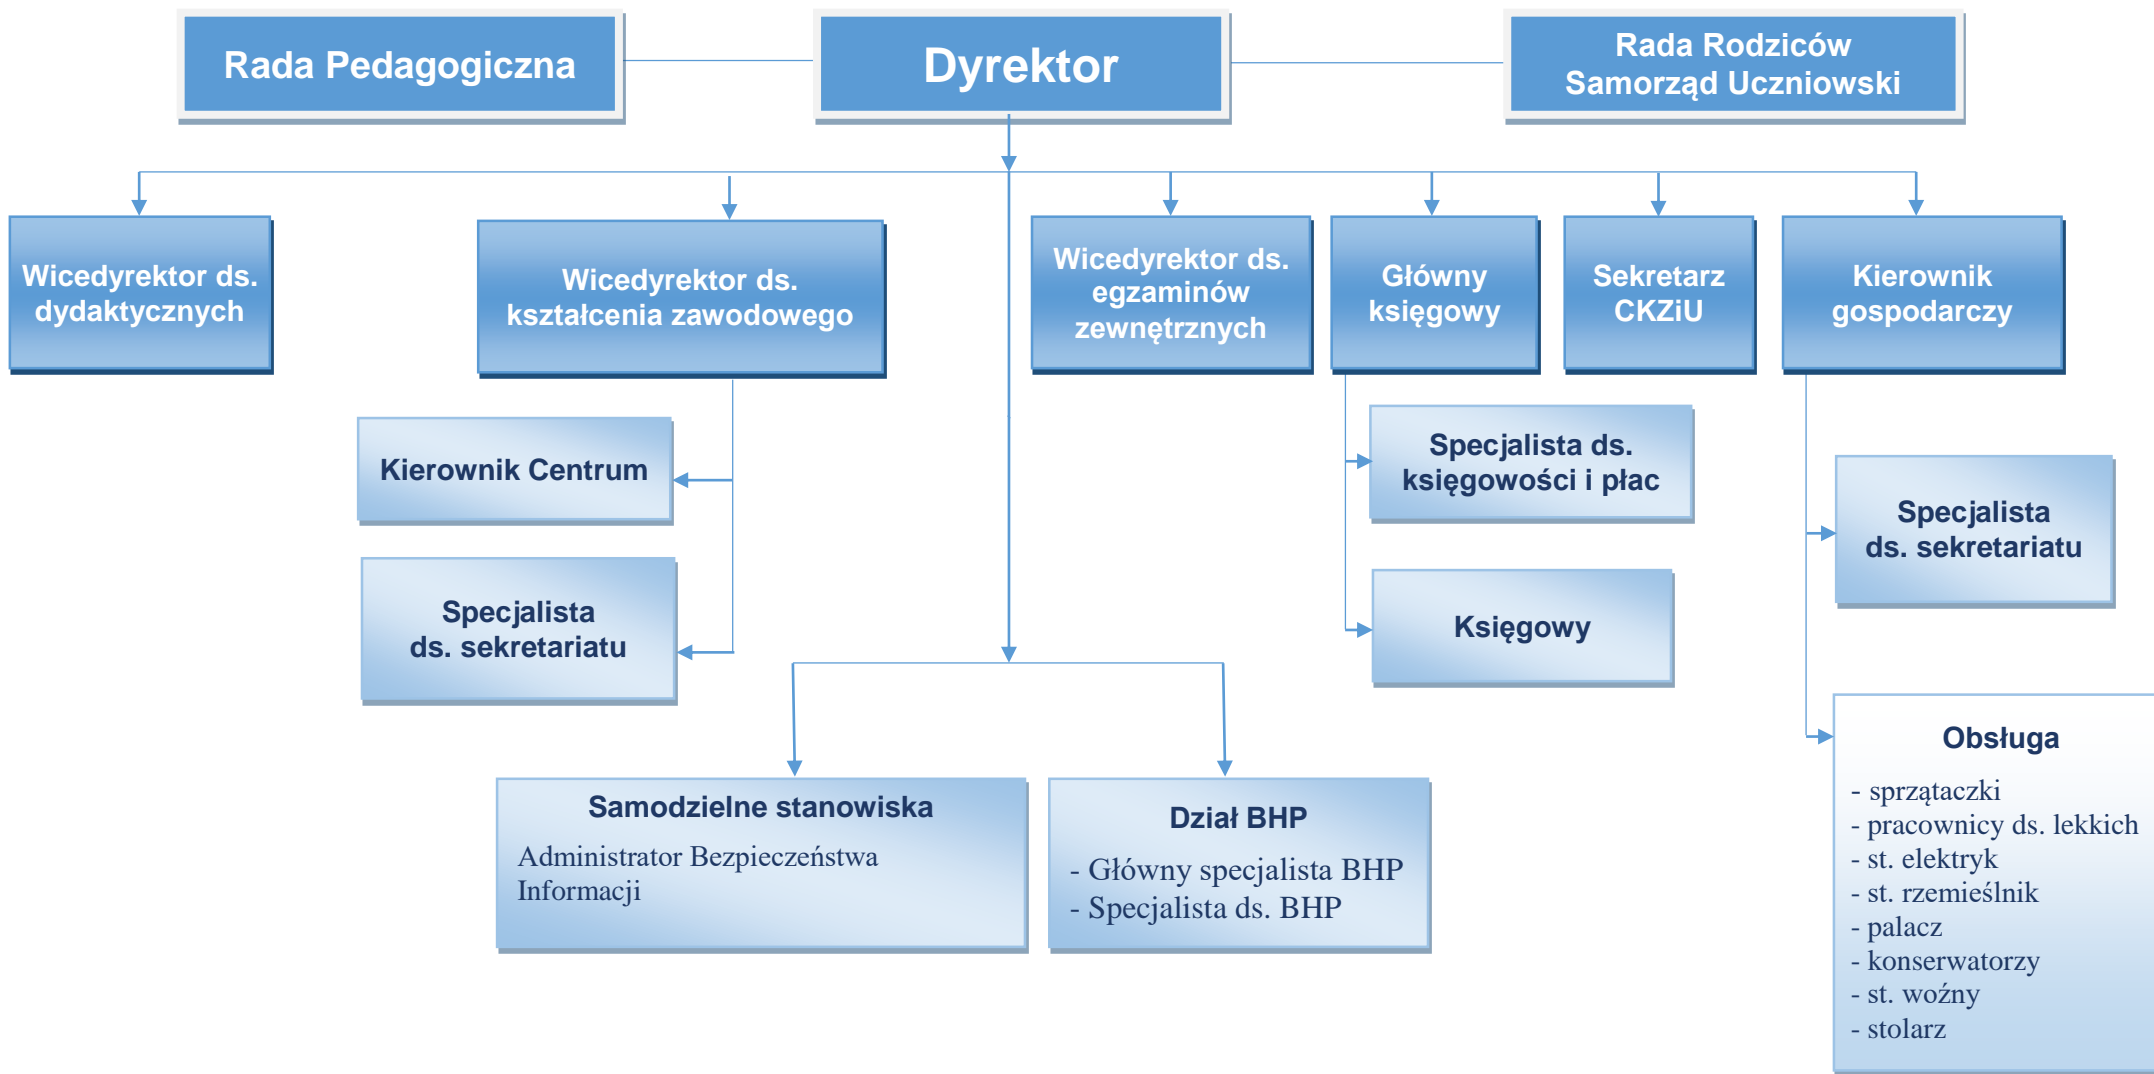 Rada Pedagogiczna
Dyrektor
Rada Rodziców
Samorząd Uczniowski
Wicedyrektor ds.
dydaktycznych
Wicedyrektor ds.
kształcenia zawodowego
Wicedyrektor ds.
egzaminów
zewnętrznych
Główny
księgowy
Sekretarz
CKZiU
Kierownik
gospodarczy
Kierownik Centrum
Specjalista
ds. sekretariatu
Specjalista ds.
księgowości i płac
Księgowy
Specjalista
ds. sekretariatu
Samodzielne stanowiska
Administrator Bezpieczeństwa
Informacji
Dział BHP
- Główny specjalista BHP
- Specjalista ds. BHP
Obsługa
- sprzątaczki
- pracownicy ds. lekkich
- st. elektryk
- st. rzemieślnik
- palacz
- konserwatorzy
- st. woźny
- stolarz